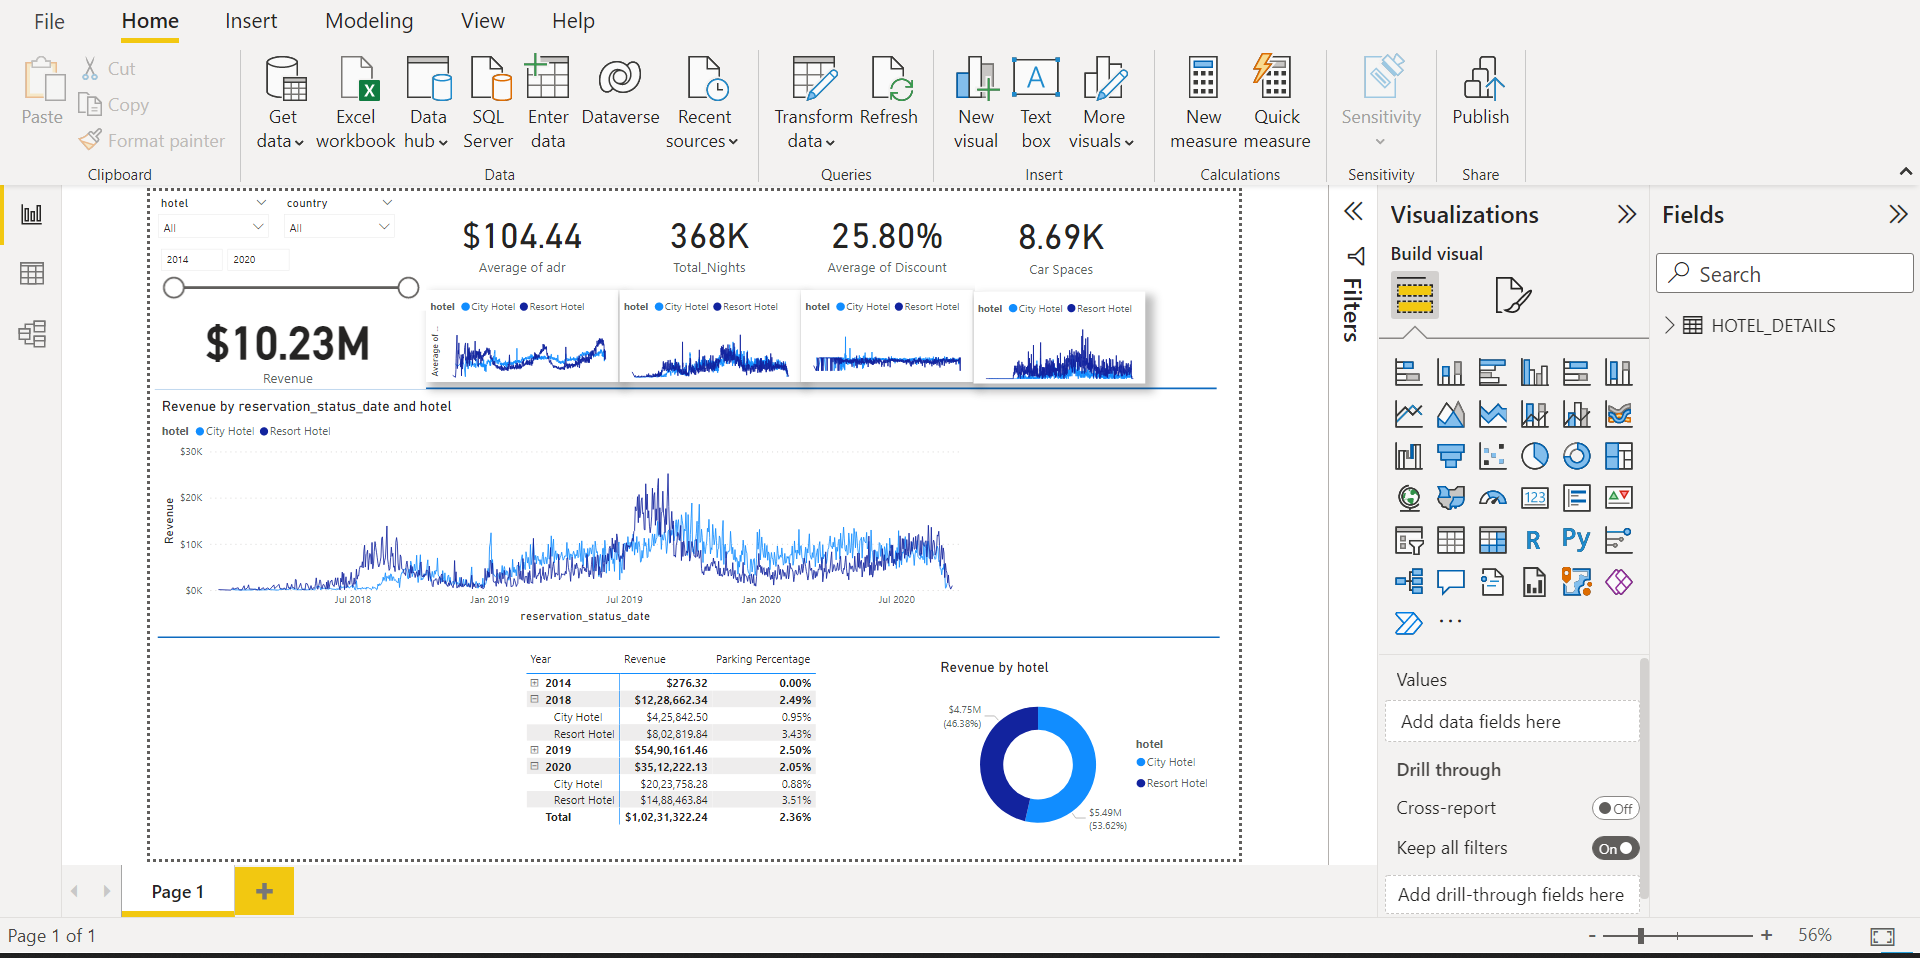 File Home Insert Modeling View Help
Paste
Cut
Copy
Format painter
Clipboard
Get data
Excel workbook
Data hub
SQL Server
Enter data
Dataverse
Recent sources
Data
Transform data
Refresh
Queries
New visual
Text box
More visuals
Insert
New measure
Quick measure
Calculations
Sensitivity
Sensitivity
Publish
Share
hotel
All
country
All
2014 2020
$10.23M
Revenue
$104.44
Average of adr
368K
Total_Nights
25.80%
Average of Discount
8.69K
Car Spaces
hotel City Hotel Resort Hotel
Average of ...
hotel City Hotel Resort Hotel
hotel City Hotel Resort Hotel
hotel City Hotel Resort Hotel
Revenue by reservation_status_date and hotel
hotel City Hotel Resort Hotel
Revenue
$30K
$20K
$10K
$0K
Jul 2018 Jan 2019 Jul 2019 Jan 2020 Jul 2020
reservation_status_date
Year Revenue Parking Percentage
2014 $276.32 0.00%
2018 $12,28,662.34 2.49%
City Hotel $4,25,842.50 0.95%
Resort Hotel $8,02,819.84 3.43%
2019 $54,90,161.46 2.50%
2020 $35,12,222.13 2.05%
City Hotel $20,23,758.28 0.88%
Resort Hotel $14,88,463.84 3.51%
Total $1,02,31,322.24 2.36%
Revenue by hotel
$4.75M
(46.38%)
$5.49M
(53.62%)
hotel
City Hotel
Resort Hotel
Filters
Visualizations
Build visual
123
R
Py
Values
Add data fields here
Drill through
Cross-report Off
Keep all filters On
Add drill-through fields here
Fields
Search
HOTEL_DETAILS
Page 1
Page 1 of 1
- + 56%